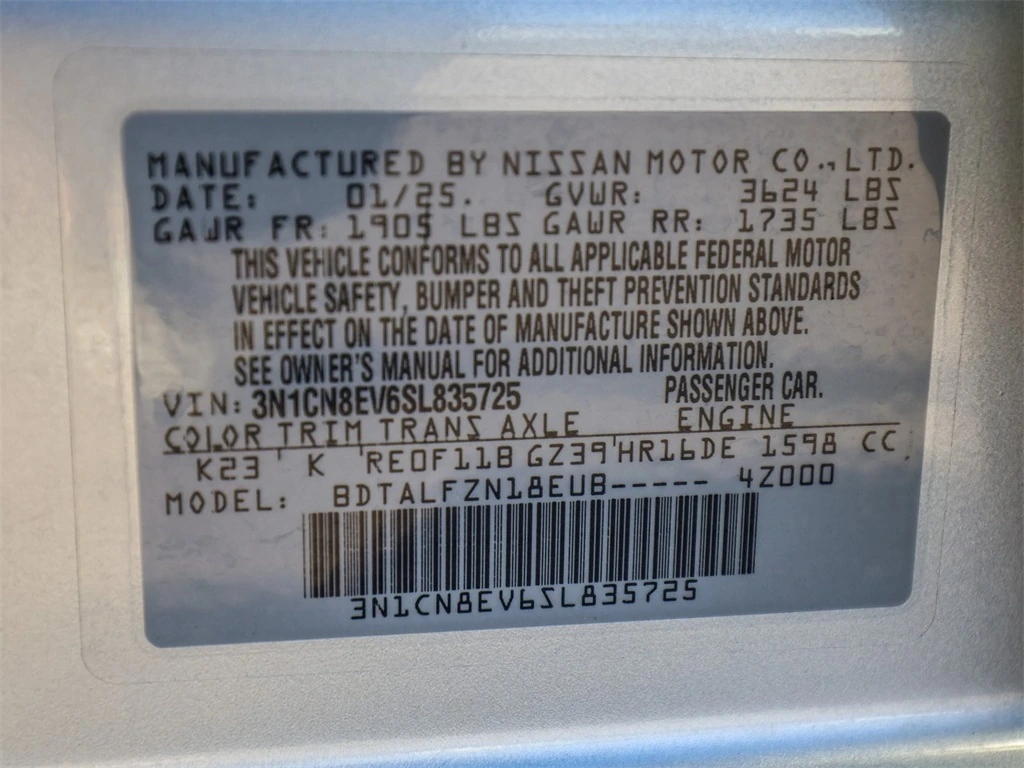 MANUFACTURED BY NISSAN MOTOR CO., LTD.
DATE: 01/25. GVWR: 3624 LBS
GAWR FR: 1905 LBS GAWR RR: 1735 LBS
THIS VEHICLE CONFORMS TO ALL APPLICABLE FEDERAL MOTOR
VEHICLE SAFETY, BUMPER AND THEFT PREVENTION STANDARDS
IN EFFECT ON THE DATE OF MANUFACTURE SHOWN ABOVE.
SEE OWNER'S MANUAL FOR ADDITIONAL INFORMATION.
VIN: 3N1CN8EV6SL835725 PASSENGER CAR.
COLOR TRIM TRANS AXLE ENGINE
K23 K RE0F11B GZ39 HR16DE 1598 CC
MODEL: BDTALFZN18EUB----- 4Z000
3N1CN8EV6SL835725